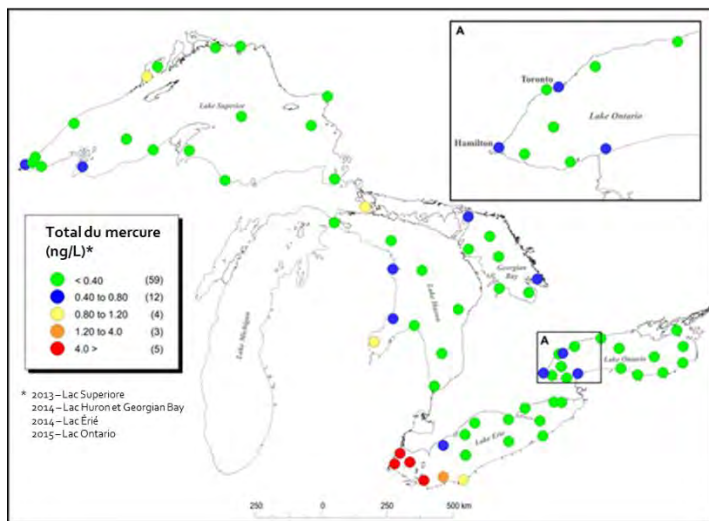 A
Toronto
Lake Ontario
Hamilton
Lake Superior
Total du mercure
(ng/L)*
< 0.40 (59)
0.40 to 0.80 (12)
0.80 to 1.20 (4)
1.20 to 4.0 (3)
4.0 > (5)
Georgian
Bay
Lake Huron
Lake Michigan
A
Lake Ontario
* 2013 – Lac Superiore
2014 – Lac Huron et Georgian Bay
2014 – Lac Érié
2015 – Lac Ontario
Lake Erie
250 0 250 500 km